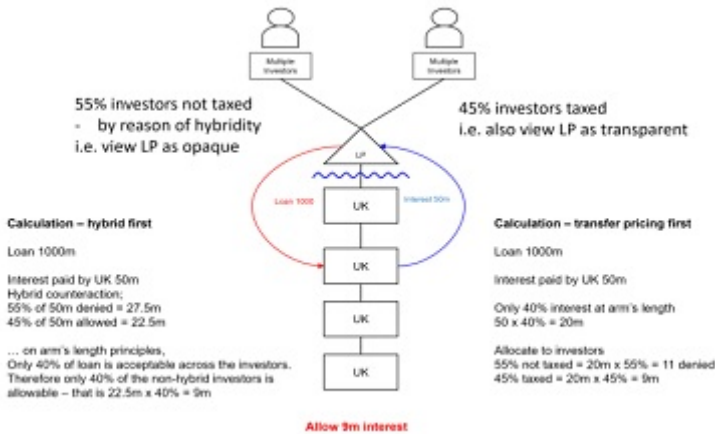 Multiple
Investors
Multiple
Investors
55% investors not taxed
- by reason of hybridity
i.e. view LP as opaque
45% investors taxed
i.e. also view LP as transparent
LP
Loan 1000
UK
Interest 50m
UK
UK
UK
Calculation – hybrid first
Loan 1000m
Interest paid by UK 50m
Hybrid counteraction;
55% of 50m denied = 27.5m
45% of 50m allowed = 22.5m
... on arm's length principles,
Only 40% of loan is acceptable across the investors.
Therefore only 40% of the non-hybrid investors is
allowable – that is 22.5m x 40% = 9m
Calculation – transfer pricing first
Loan 1000m
Interest paid by UK 50m
Only 40% interest at arm's length
50 x 40% = 20m
Allocate to investors
55% not taxed = 20m x 55% = 11 denied
45% taxed = 20m x 45% = 9m
Allow 9m interest